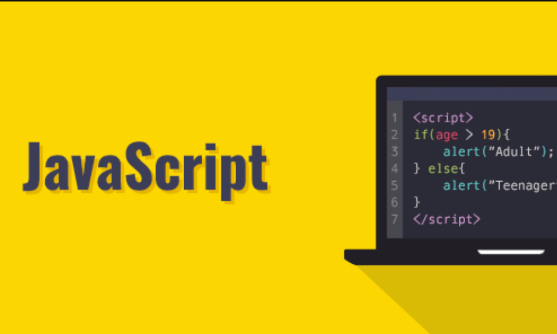 JavaScript
1 <script>
2 if(age > 19){
3 alert("Adult");
4 } else{
5 alert("Teenager
6 }
7 </script>